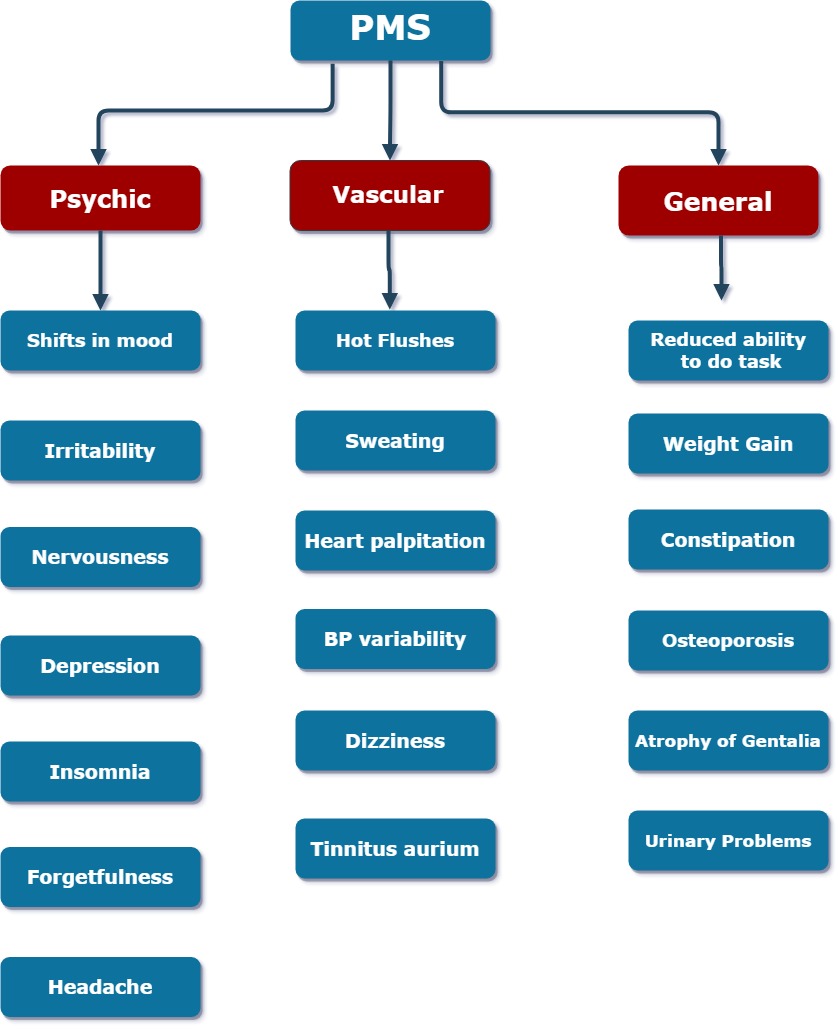 PMS
Psychic
Shifts in mood
Irritability
Nervousness
Depression
Insomnia
Forgetfulness
Headache
Vascular
Hot Flushes
Sweating
Heart palpitation
BP variability
Dizziness
Tinnitus aurium
General
Reduced ability
to do task
Weight Gain
Constipation
Osteoporosis
Atrophy of Gentalia
Urinary Problems